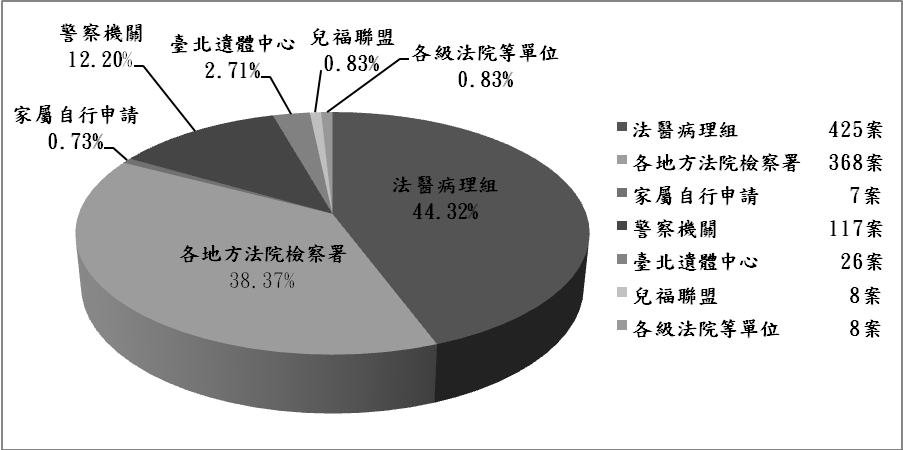 警察機關
12.20%
臺北遺體中心
2.71%
兒福聯盟
0.83%
各級法院等單位
0.83%
家屬自行申請
0.73%
法醫病理組
44.32%
各地方法院檢察署
38.37%
法醫病理組 425案
各地方法院檢察署 368案
家屬自行申請 7案
警察機關 117案
臺北遺體中心 26案
兒福聯盟 8案
各級法院等單位 8案